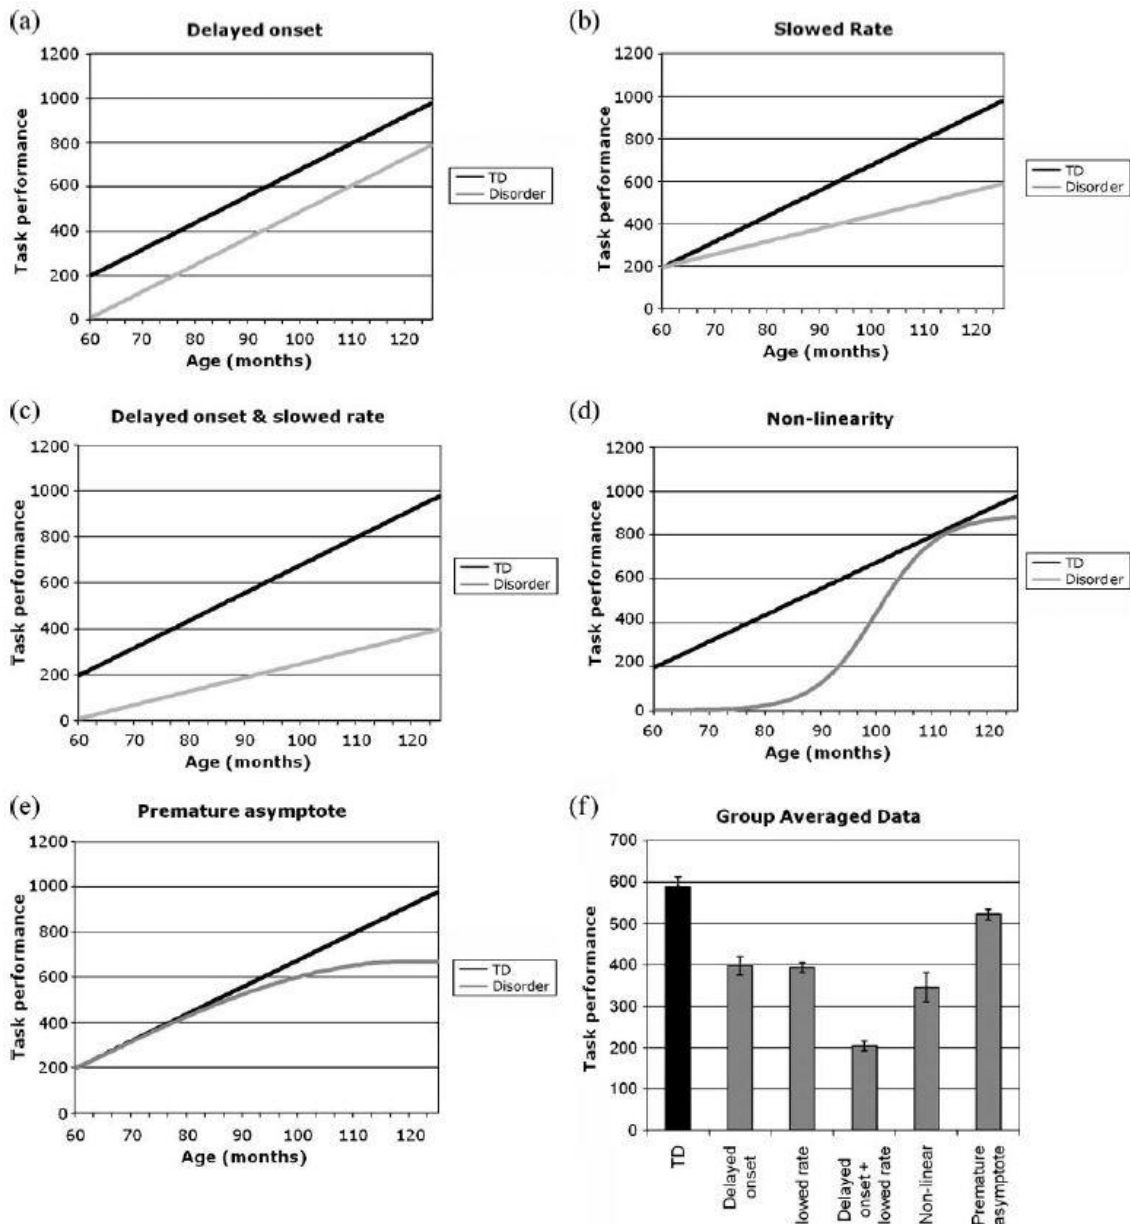 (a)
Delayed onset
1200
1000
800
600
400
200
0
Task performance
60 70 80 90 100 110 120
Age (months)
TD
Disorder
(b)
Slowed Rate
1200
1000
800
600
400
200
0
Task performance
60 70 80 90 100 110 120
Age (months)
TD
Disorder
(c)
Delayed onset & slowed rate
1200
1000
800
600
400
200
0
Task performance
60 70 80 90 100 110 120
Age (months)
TD
Disorder
(d)
Non-linearity
1200
1000
800
600
400
200
0
Task performance
60 70 80 90 100 110 120
Age (months)
TD
Disorder
(e)
Premature asymptote
1200
1000
800
600
400
200
0
Task performance
60 70 80 90 100 110 120
Age (months)
TD
Disorder
(f)
Group Averaged Data
700
600
500
400
300
200
100
0
Task performance
TD
Delayed
onset
lowed rate
Delayed
onset +
lowed rate
Non-linear
Premature
asymptote